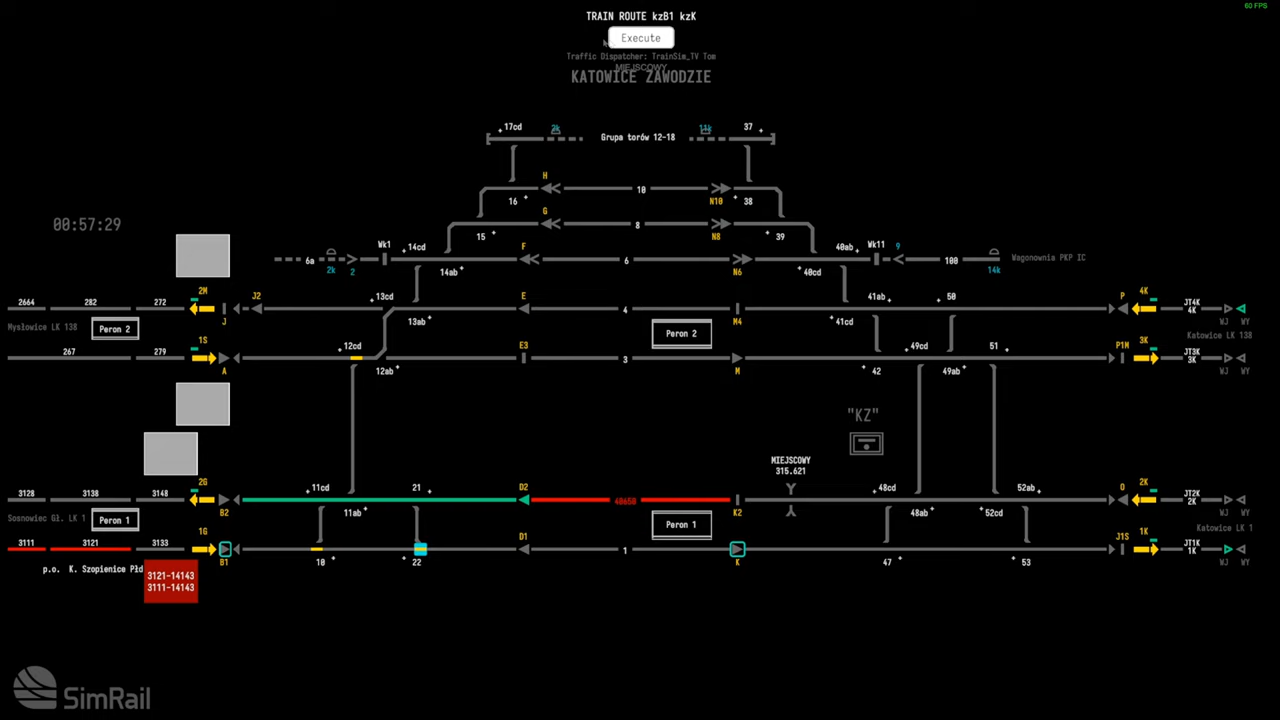 60 FPS
TRAIN ROUTE kzB1 kzK
Execute
Traffic Dispatcher: TrainSim_TV Tom
MIEJSCOWY
KATOWICE ZAWODZIE
17cd 2k Grupa torów 12-18 11k 37
H 10 N10
16 38
G 8 N8
15 39
00:57:29
Wk1 14cd F 40ab Wk11 9
6a 6 100 Wagonownia PKP IC
2k 2 14ab N6 40cd 14k
2664 282 272 2M J2 13cd E 4 41ab 50 P 4K JT4K
4K
Mysłowice LK 138 Peron 2 J 13ab M4 41cd Peron 2 WJ WY
Katowice LK 138
267 279 1S 12cd E3 3 49cd 51 P1M 3K JT3K
3K
A 12ab M 42 49ab WJ WY
"KZ"
MIEJSCOWY
315.621
3128 3138 3148 2G 11cd 21 D2 40650 48cd 52ab O 2K JT2K
2K
Sosnowiec Gł. LK 1 Peron 1 B2 11ab K2 48ab 52cd WJ WY
Peron 1 Katowice LK 1
3111 3121 3133 1G D1 1 J1S 1K JT1K
1K
p.o. K. Szopienice Płd B1 10 22 K 47 53 WJ WY
3121-14143
3111-14143
SimRail